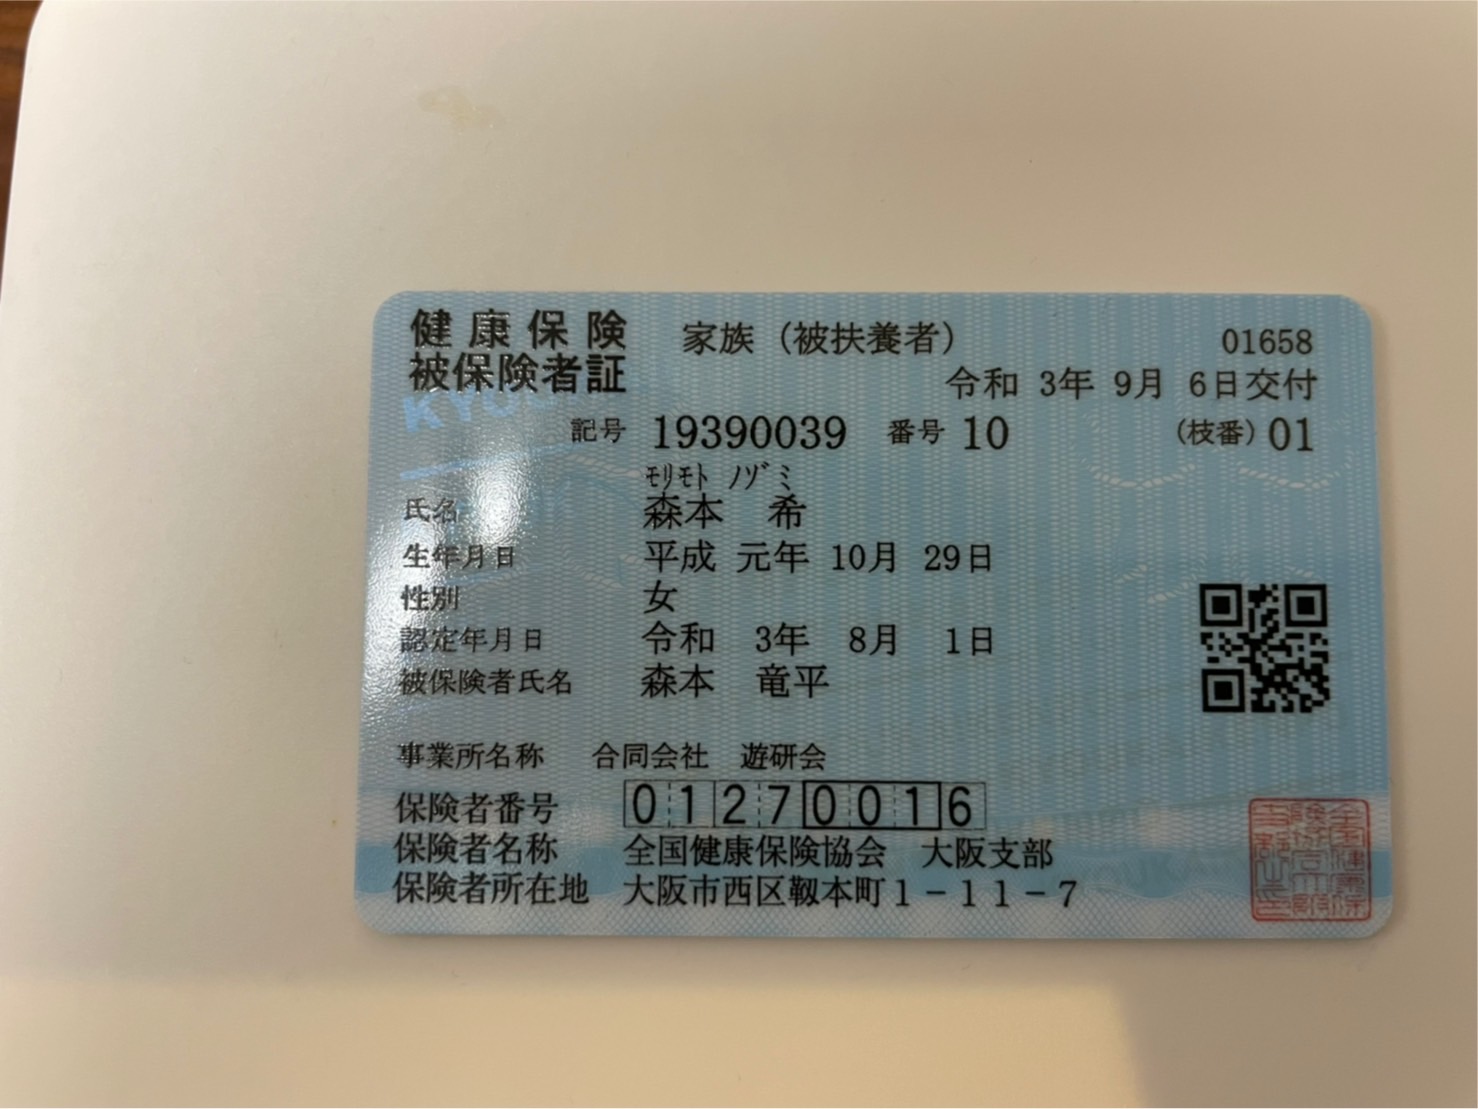 健康保険 家族（被扶養者） 01658
被保険者証 令和 3年 9月 6日交付
記号 19390039 番号 10 （枝番）01
ﾓﾘﾓﾄ ﾉｿﾞﾐ
氏名 森本 希
生年月日 平成 元年 10月 29日
性別 女
認定年月日 令和 3年 8月 1日
被保険者氏名 森本 竜平
事業所名称 合同会社 遊研会
保険者番号 01270016
保険者名称 全国健康保険協会 大阪支部
保険者所在地 大阪市西区靱本町１－１１－７